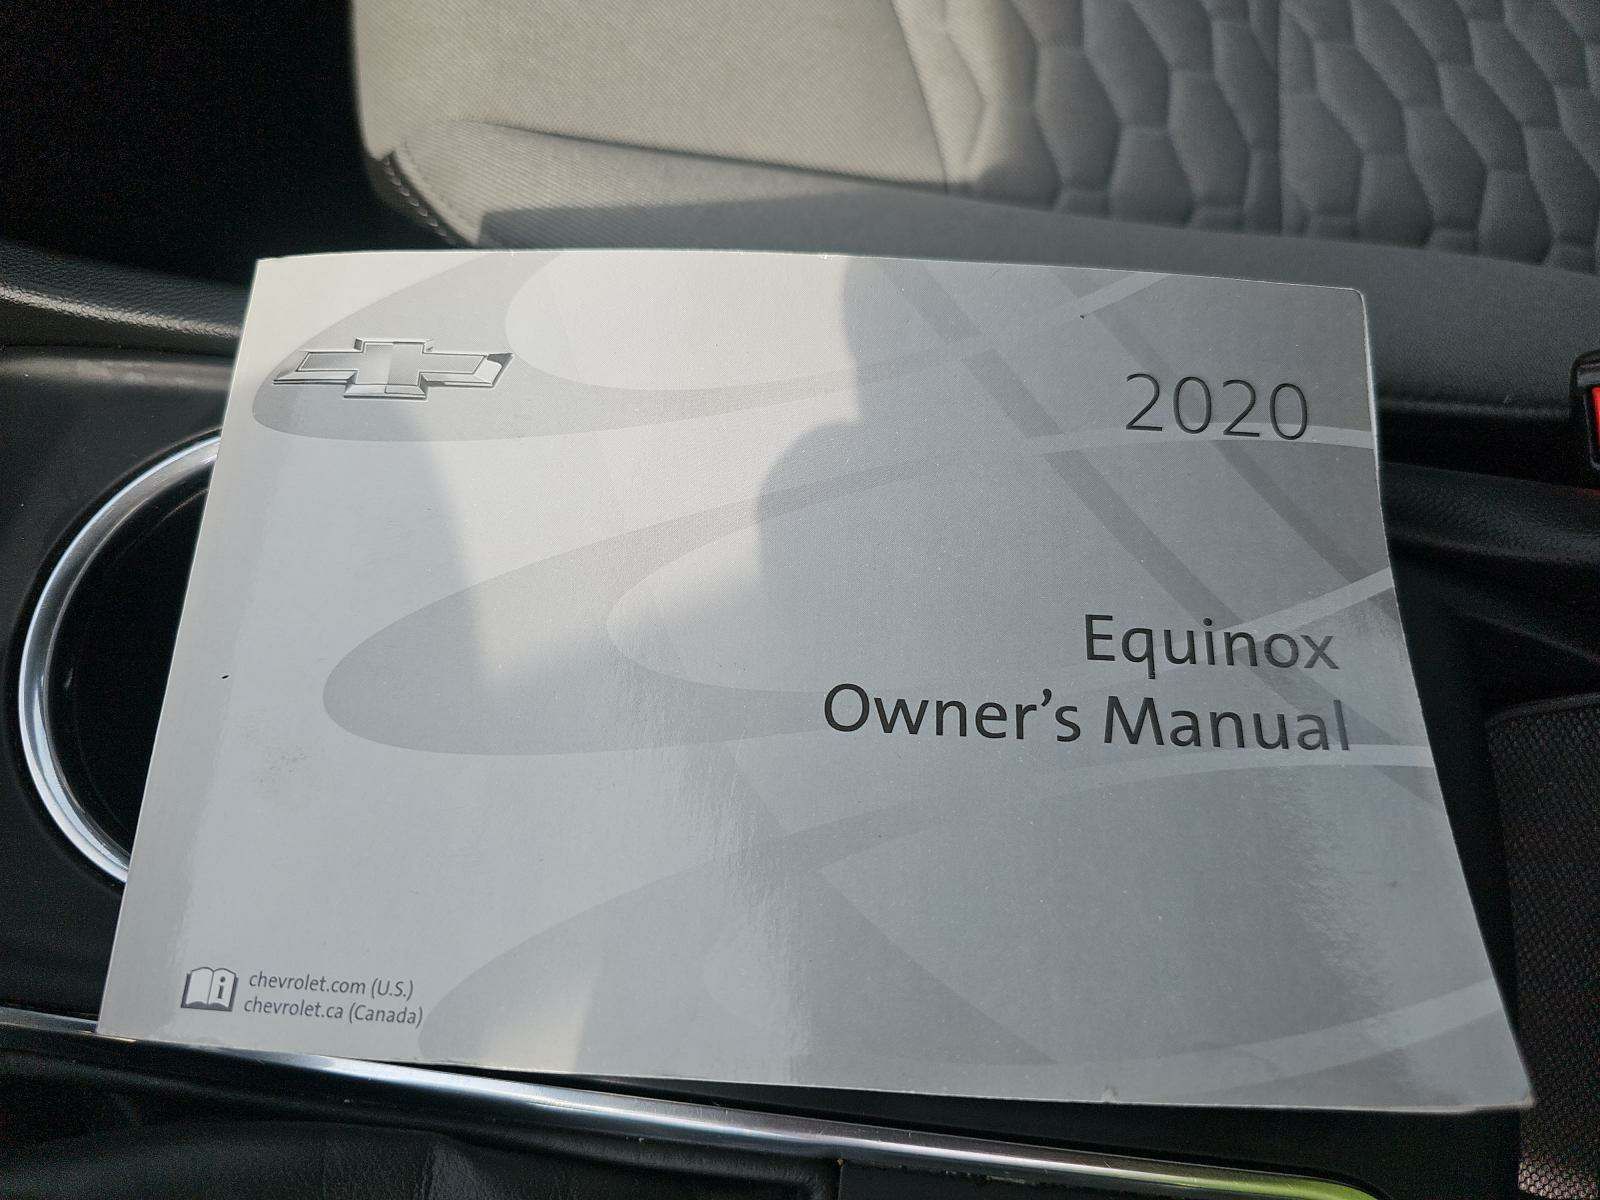 2020
Equinox
Owner's Manual
chevrolet.com (U.S.)
chevrolet.ca (Canada)